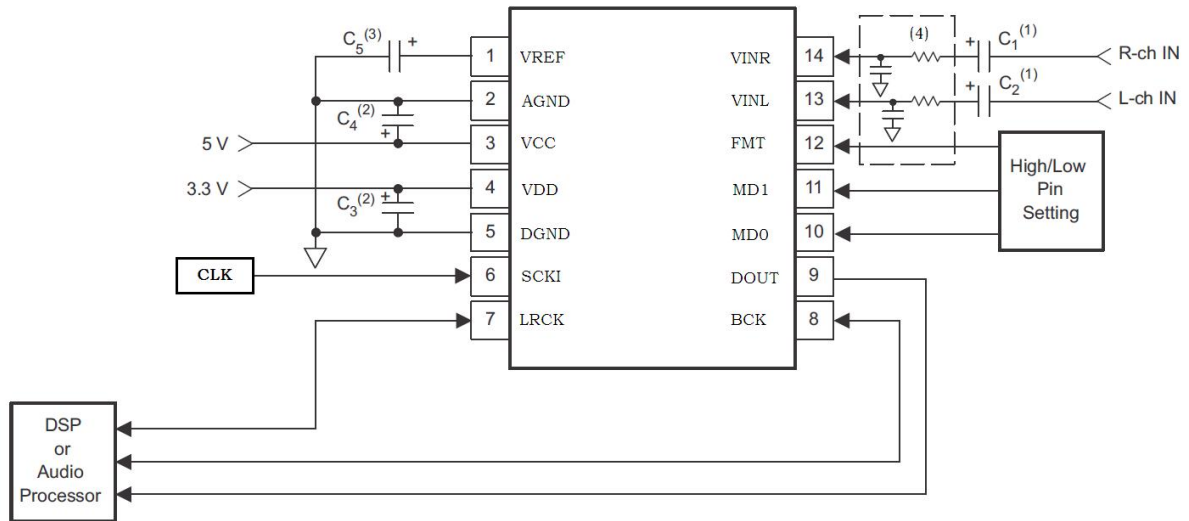 C5(3) +
1 VREF
2 AGND
C4(2)
+
5 V
3 VCC
3.3 V
4 VDD
C3(2) +
5 DGND
CLK
6 SCKI
7 LRCK
VINR 14
VINL 13
FMT 12
MD1 11
MD0 10
DOUT 9
BCK 8
(4)
+ C1(1)
R-ch IN
+ C2(1)
L-ch IN
High/Low
Pin
Setting
DSP
or
Audio
Processor